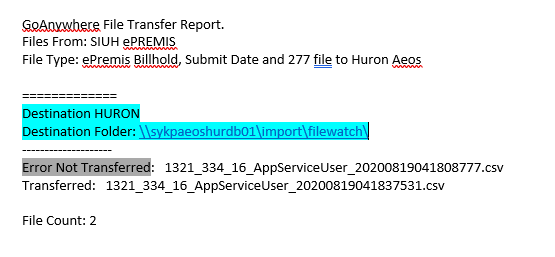 GoAnywhere File Transfer Report.
Files From: SIUH ePREMIS
File Type: ePremis Billhold, Submit Date and 277 file to Huron Aeos
=============
Destination HURON
Destination Folder: \\sykpaeoshurdb01\import\filewatch\
--------------------
Error Not Transferred:   1321_334_16_AppServiceUser_20200819041808777.csv
Transferred:   1321_334_16_AppServiceUser_20200819041837531.csv
File Count: 2